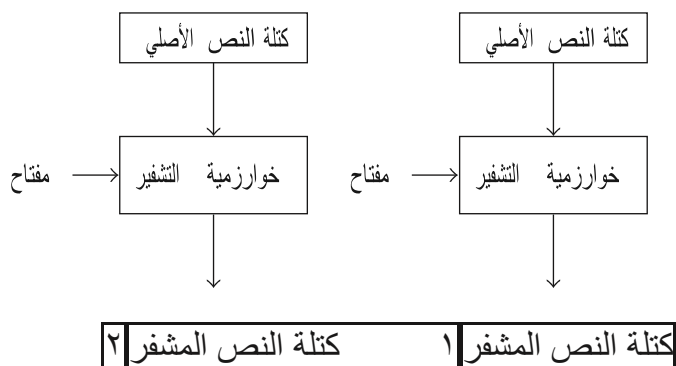 كتلة النص الأصلي
كتلة النص الأصلي
خوارزمية التشفير
مفتاح
خوارزمية التشفير
مفتاح
كتلة النص المشفر ١
كتلة النص المشفر ٢